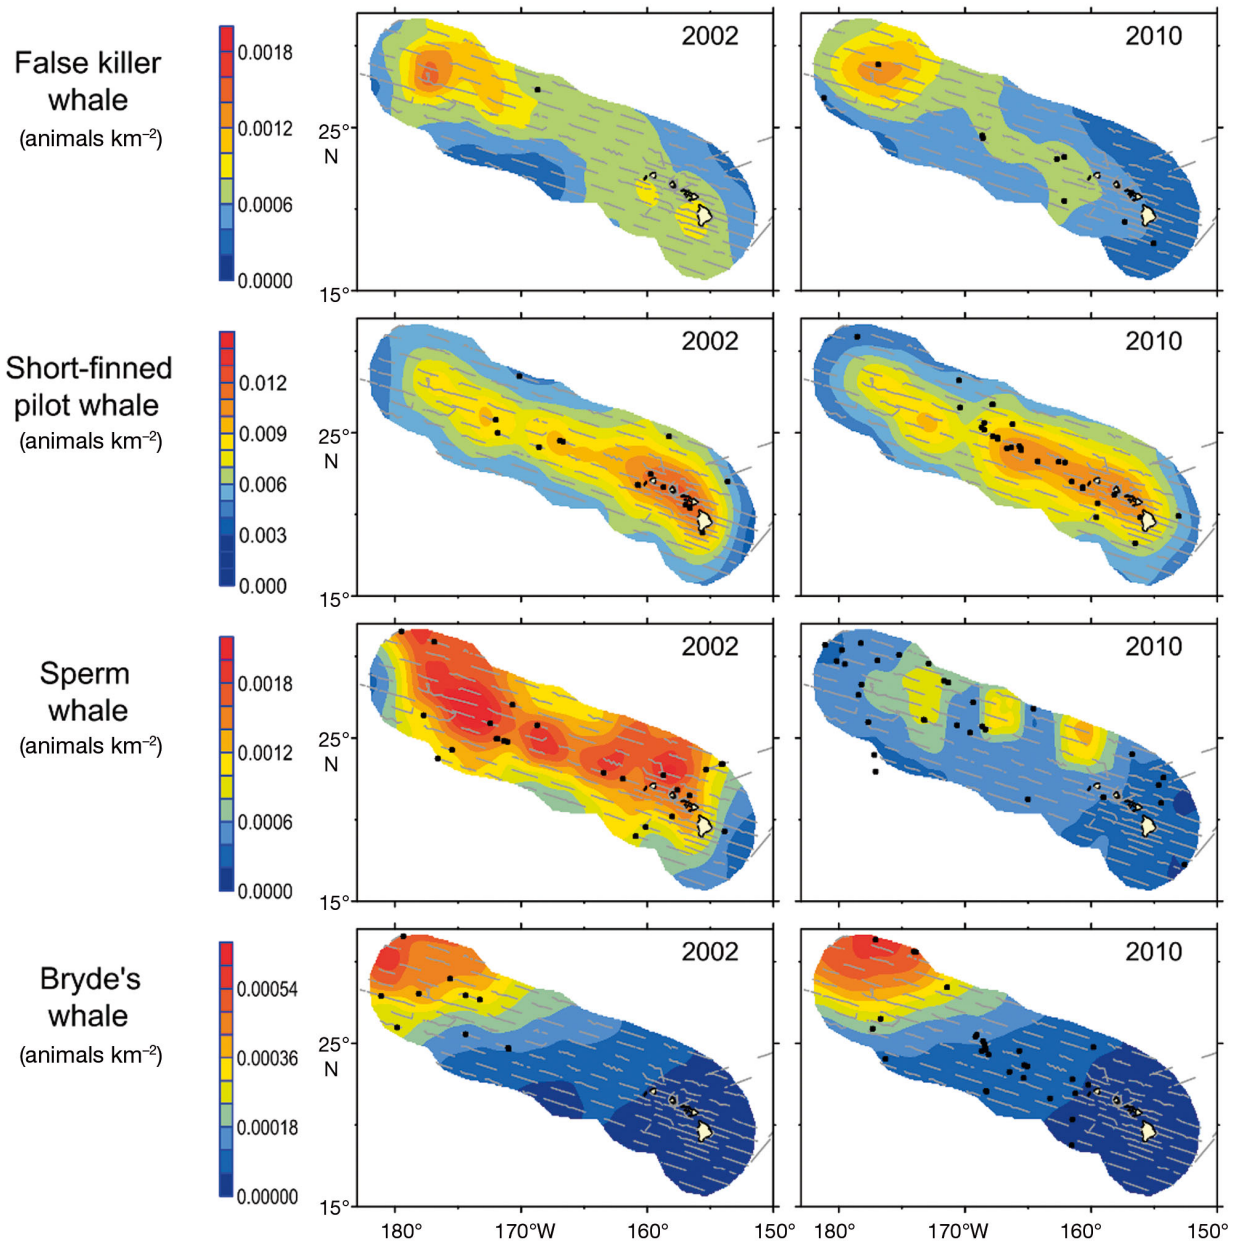 False killer
whale
(animals km⁻²)
0.0018
0.0012
0.0006
0.0000
2002
2010
25°
N
15°
Short-finned
pilot whale
(animals km⁻²)
0.012
0.009
0.006
0.003
0.000
2002
2010
25°
N
15°
Sperm
whale
(animals km⁻²)
0.0018
0.0012
0.0006
0.0000
2002
2010
25°
N
15°
Bryde's
whale
(animals km⁻²)
0.00054
0.00036
0.00018
0.00000
2002
2010
25°
N
15°
180° 170°W 160° 150° 180° 170°W 160° 150°